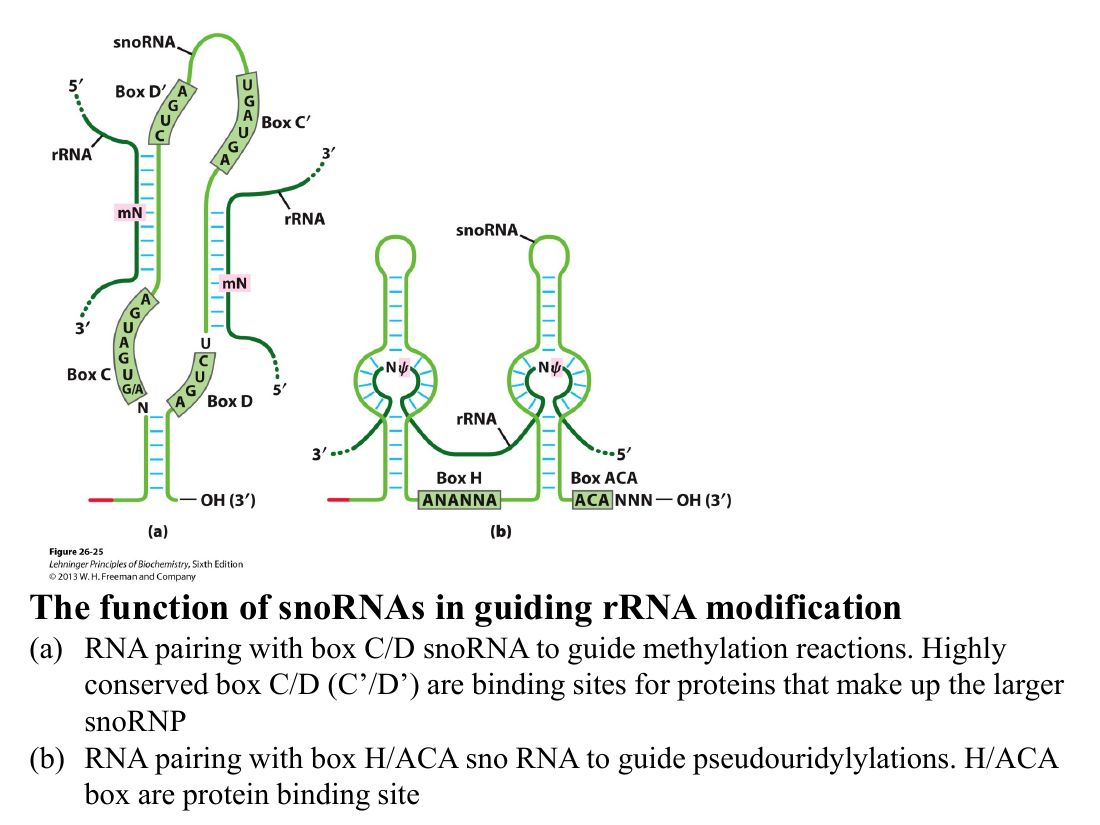 snoRNA
5′
Box D′
A
G
U
C
U
G
A
U
G
A
Box C′
rRNA
3′
rRNA
mN
mN
3′
A
G
U
A
G
U
G/A
N
Box C
U
C
U
G
A
Box D
5′
OH (3′)
(a)
snoRNA
Nψ
Nψ
rRNA
3′
5′
Box H
Box ACA
ANANNA
ACA NNN — OH (3′)
(b)
Figure 26-25
Lehninger Principles of Biochemistry, Sixth Edition
© 2013 W. H. Freeman and Company
The function of snoRNAs in guiding rRNA modification
(a) RNA pairing with box C/D snoRNA to guide methylation reactions. Highly
conserved box C/D (C’/D’) are binding sites for proteins that make up the larger
snoRNP
(b) RNA pairing with box H/ACA sno RNA to guide pseudouridylylations. H/ACA
box are protein binding site